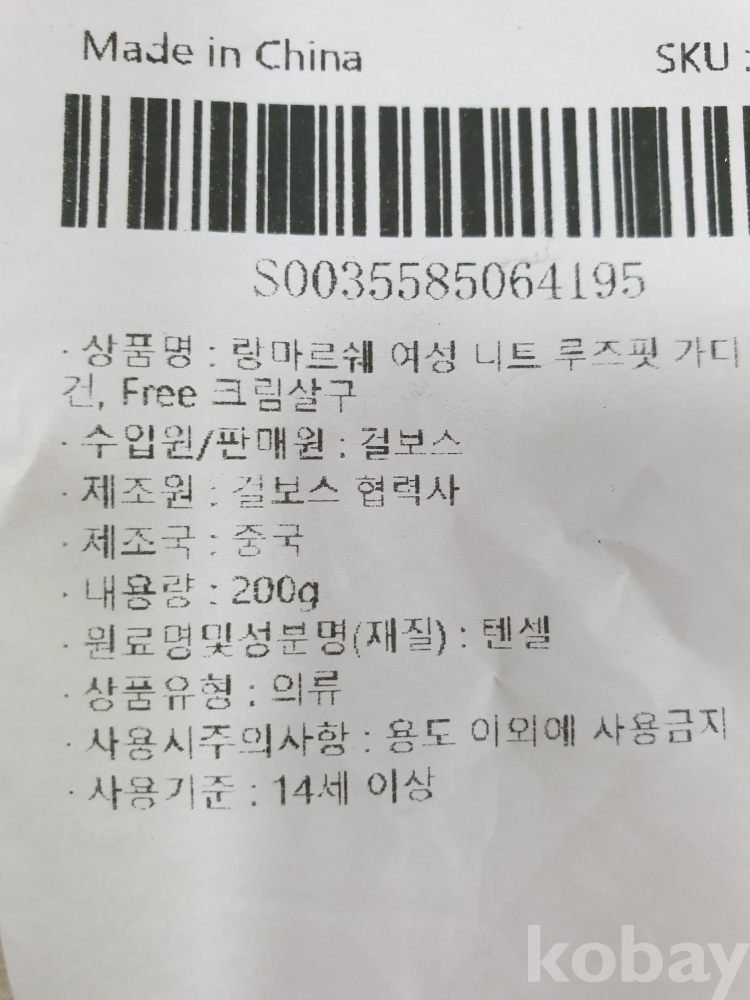 Made in China SKU :
S0035585064195
· 상품명 : 랑마르쉐 여성 니트 루즈핏 가디
건, Free 크림살구
· 수입원/판매원 : 걸보스
· 제조원 : 걸보스 협력사
· 제조국 : 중국
· 내용량 : 200g
· 원료명및성분명(재질) : 텐셀
· 상품유형 : 의류
· 사용시주의사항 : 용도 이외에 사용금지
· 사용기준 : 14세 이상
kobay